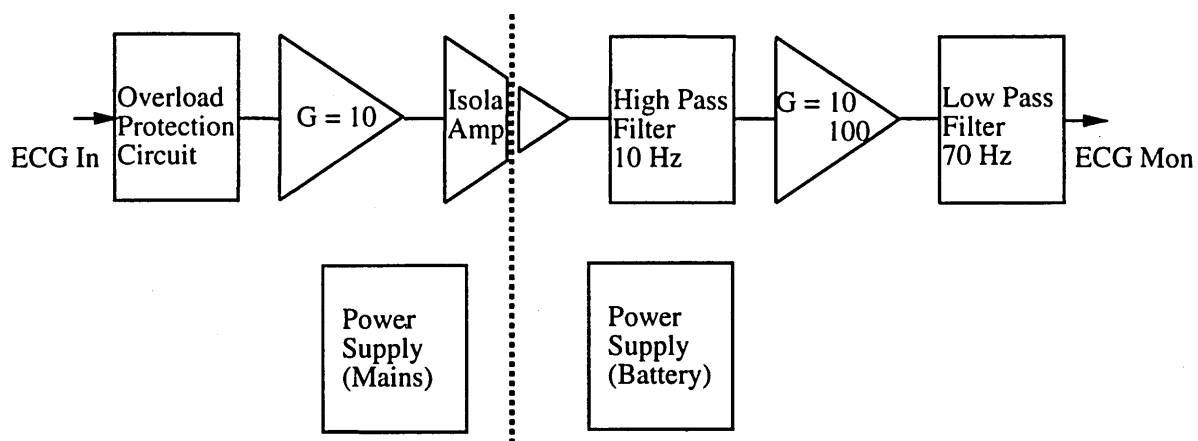 ECG In
Overload
Protection
Circuit
G = 10
Isola
Amp
High Pass
Filter
10 Hz
G = 10
100
Low Pass
Filter
70 Hz
ECG Mon
Power
Supply
(Mains)
Power
Supply
(Battery)